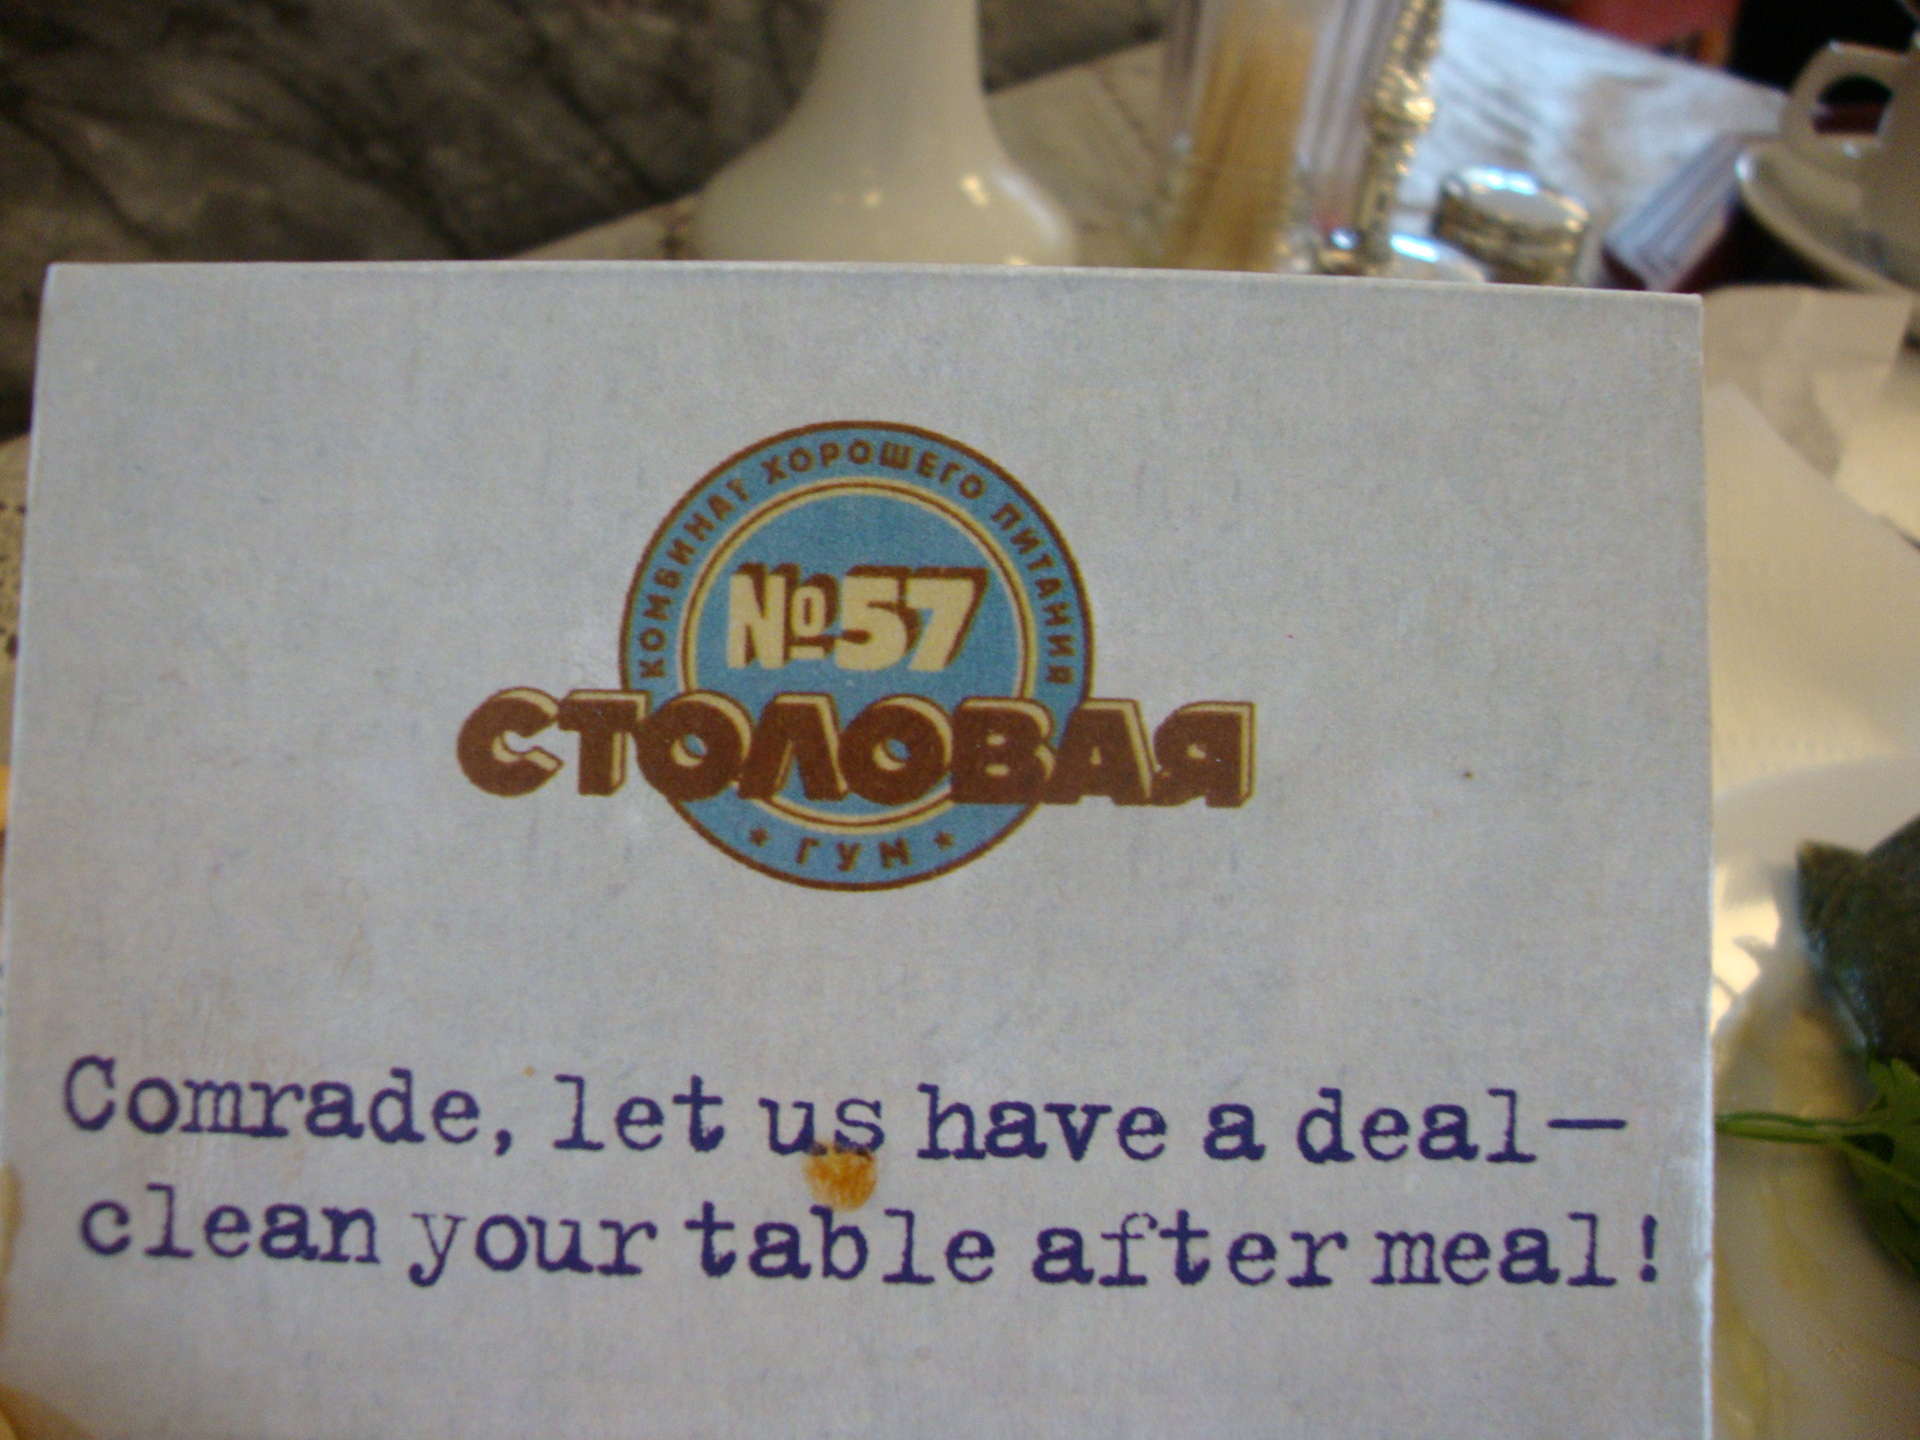 КОМБИНАТ ХОРОШЕГО ПИТАНИЯ
№57
СТОЛОВАЯ
* ГУМ *
Comrade, let us have a deal—
clean your table after meal!